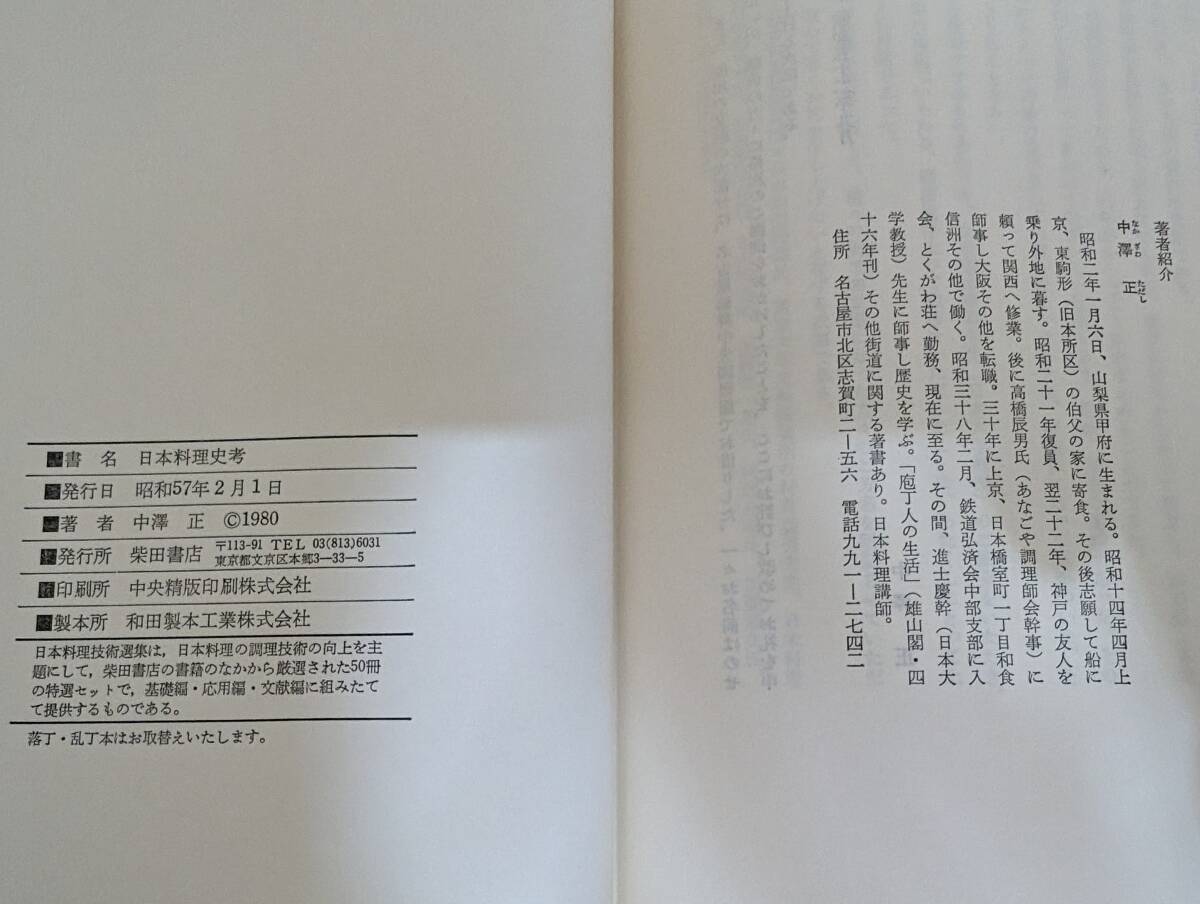 著者紹介
中澤　正
なか ざわ　ただし
昭和二年一月六日、山梨県甲府に生まれる。昭和十四年四月上
京、東駒形（旧本所区）の伯父の家に寄食。その後志願して船に
乗り外地に暮す。昭和二十一年復員、翌二十二年、神戸の友人を
頼って関西へ修業。後に高橋辰男氏（あなごや調理師会幹事）に
師事し大阪その他を転職。三十年に上京、日本橋室町一丁目和食
信洲その他で働く。昭和三十八年二月、鉄道弘済会中部支部に入
会、とくがわ荘へ勤務、現在に至る。その間、進士慶幹（日本大
学教授）先生に師事し歴史を学ぶ。「庖丁人の生活」（雄山閣・四
十六年刊）その他街道に関する著書あり。日本料理講師。
住所　名古屋市北区志賀町二―五六　電話九九一―二七四二
書　名　日本料理史考
発行日　昭和57年2月1日
著　者　中澤　正　©1980
発行所　柴田書店　〒113-91 TEL 03(813)6031
東京都文京区本郷3―33―5
印刷所　中央精版印刷株式会社
製本所　和田製本工業株式会社
日本料理技術選集は，日本料理の調理技術の向上を主
題にして，柴田書店の書籍のなかから厳選された50冊
の特選セットで，基礎編・応用編・文献編に組みたて
て提供するものである。
落丁・乱丁本はお取替えいたします。